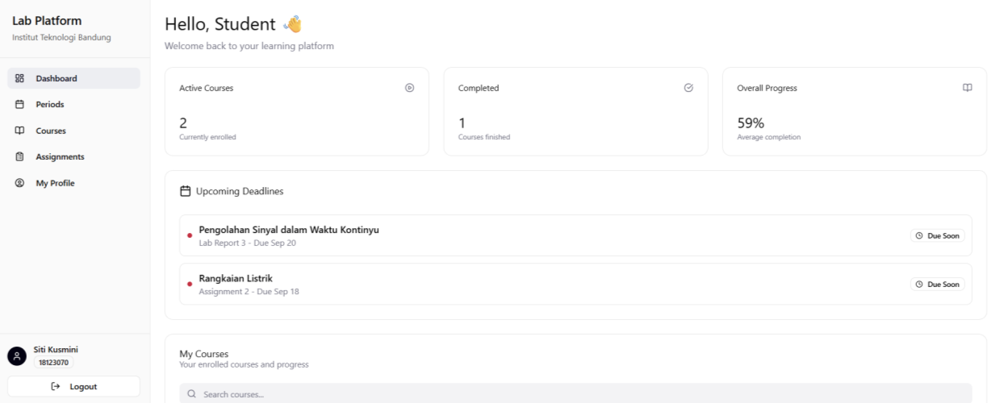 Lab Platform
Institut Teknologi Bandung
Dashboard
Periods
Courses
Assignments
My Profile
Siti Kusmini
18123070
Logout
Hello, Student 👋
Welcome back to your learning platform
Active Courses
2
Currently enrolled
Completed
1
Courses finished
Overall Progress
59%
Average completion
Upcoming Deadlines
Pengolahan Sinyal dalam Waktu Kontinyu
Lab Report 3 - Due Sep 20
Due Soon
Rangkaian Listrik
Assignment 2 - Due Sep 18
Due Soon
My Courses
Your enrolled courses and progress
Search courses...